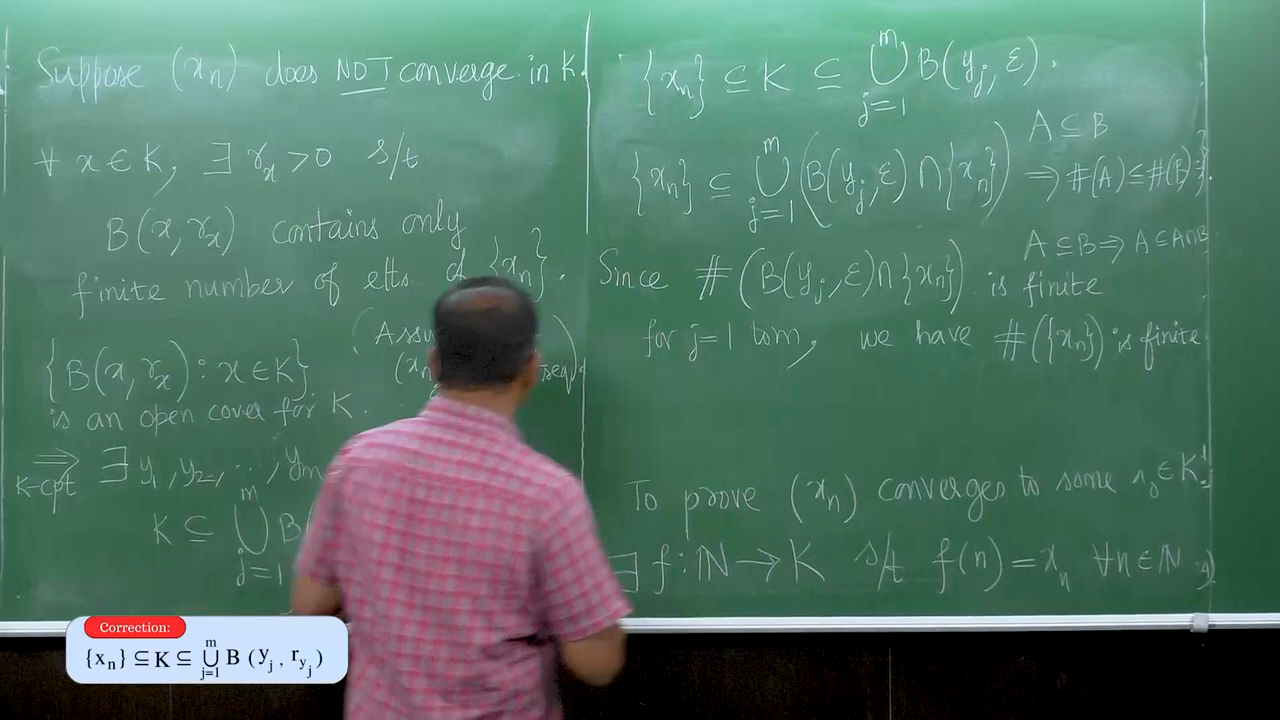 Suppose (xₙ) does NOT converge in K.
∀ x ∈ K, ∃ rₓ > 0 s/t
B(x, rₓ) contains only
finite number of elts. of {xₙ}.
{B(x, rₓ) : x ∈ K}
is an open cover for K.
⟹ ∃ y₁, y₂, ..., yₘ
K-cpt
K ⊆ ⋃_{j=1}^{m} B(
{xₙ} ⊆ K ⊆ ⋃_{j=1}^{m} B(yⱼ, ε).
A ⊆ B
{xₙ} ⊆ ⋃_{j=1}^{m} (B(yⱼ, ε) ∩ {xₙ}) ⟹ #(A) ≤ #(B)
A ⊆ B ⟹ A ⊆ A∩B.
Since #(B(yⱼ, ε) ∩ {xₙ}) is finite
for j=1 to m, we have #({xₙ}) is finite
To prove (xₙ) converges to some x₀ ∈ K!
∃ f : ℕ → K s/t f(n) = xₙ ∀n ∈ ℕ
Correction:
{xₙ} ⊆ K ⊆ ⋃_{j=1}^{m} B (yⱼ, r_{yⱼ})